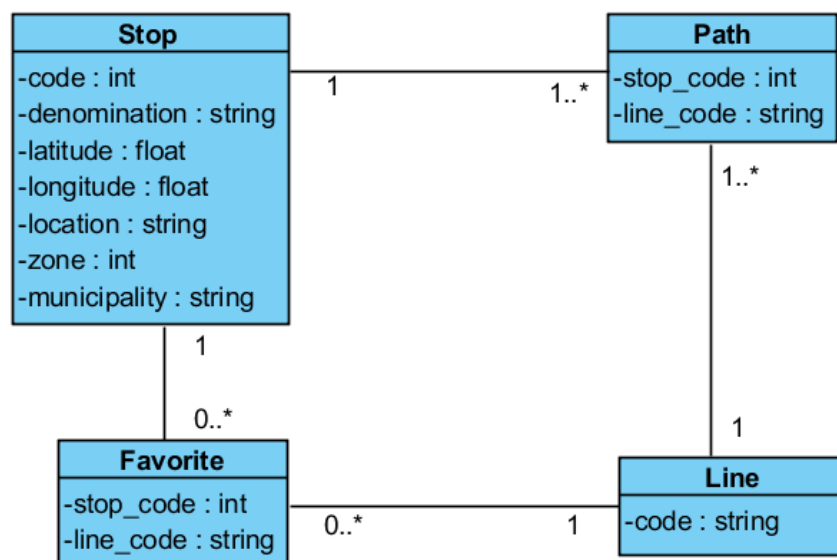 Stop
-code : int
-denomination : string
-latitude : float
-longitude : float
-location : string
-zone : int
-municipality : string
1
1..*
Path
-stop_code : int
-line_code : string
1..*
1
1
0..*
Favorite
-stop_code : int
-line_code : string
0..*
1
Line
-code : string